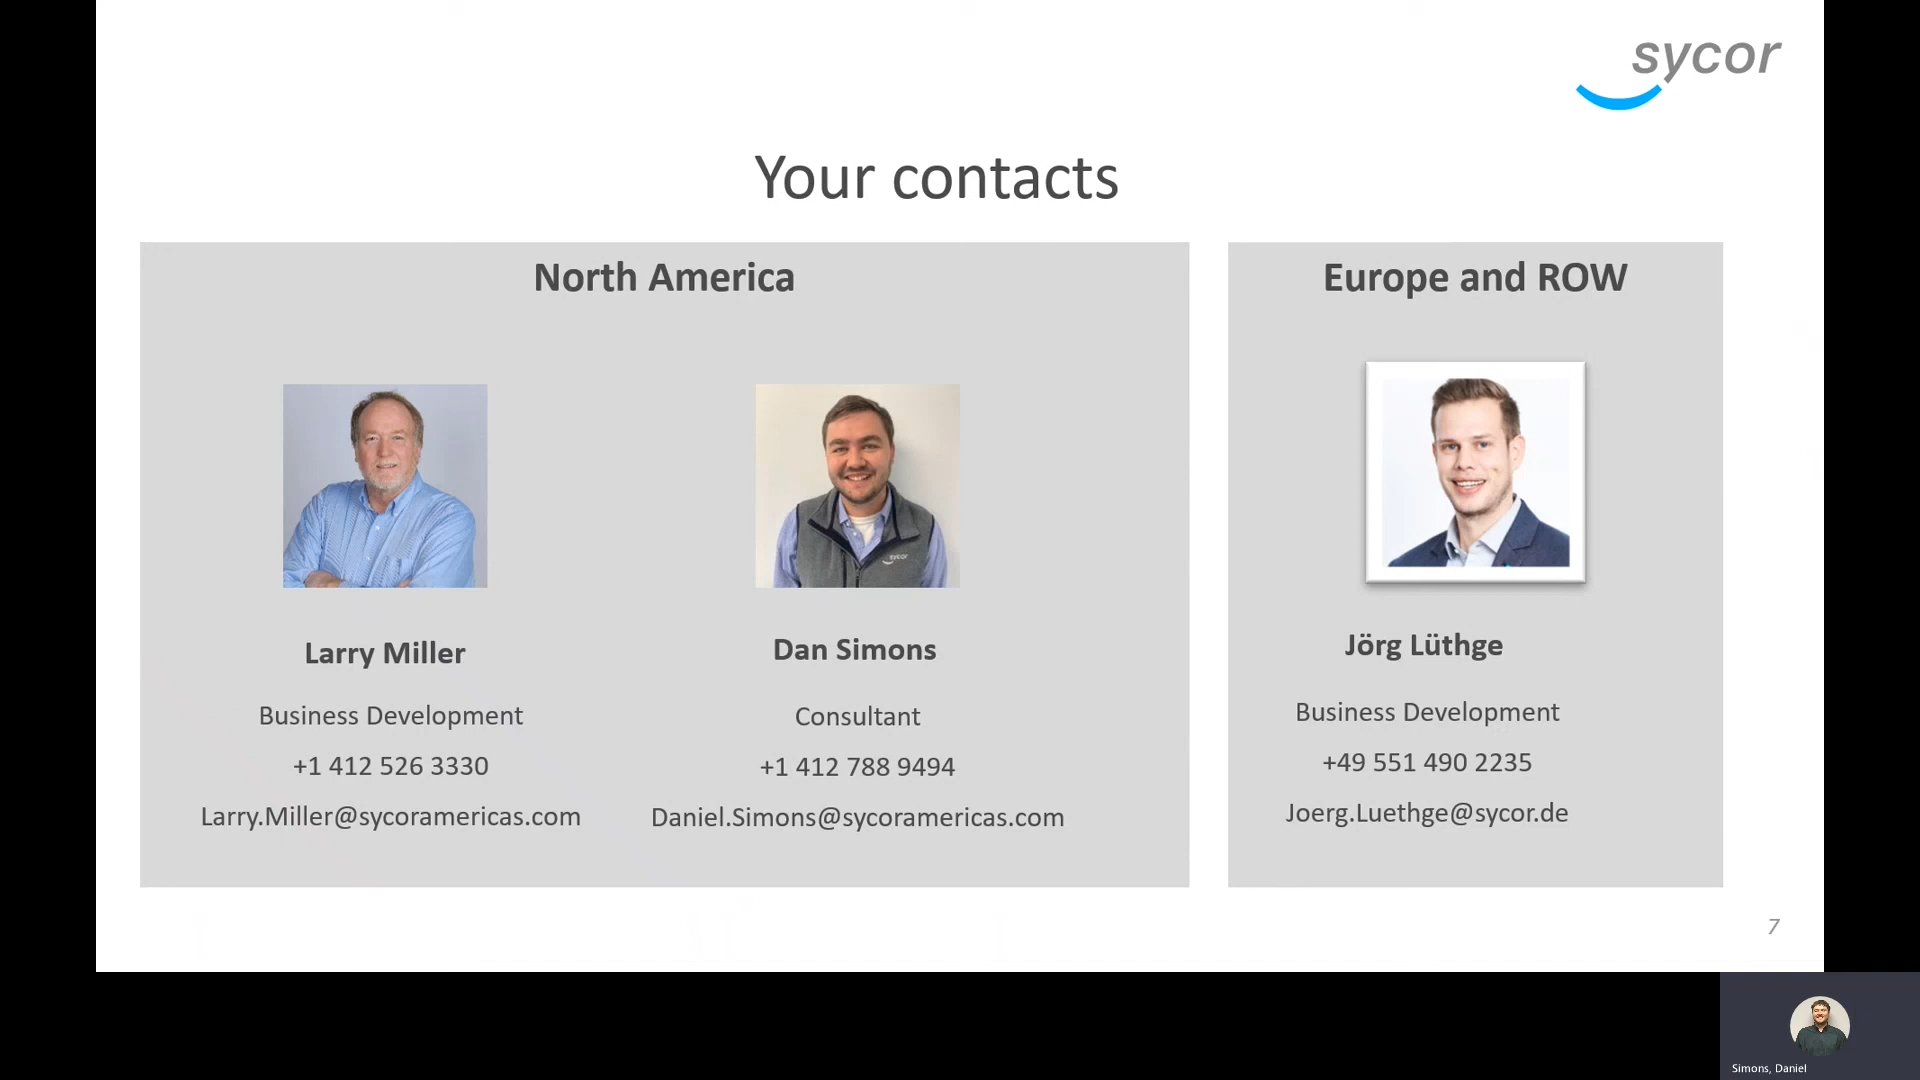 sycor
Your contacts
North America
Larry Miller
Business Development
+1 412 526 3330
Larry.Miller@sycoramericas.com
sycor
Dan Simons
Consultant
+1 412 788 9494
Daniel.Simons@sycoramericas.com
Europe and ROW
Jörg Lüthge
Business Development
+49 551 490 2235
Joerg.Luethge@sycor.de
7
Simons, Daniel